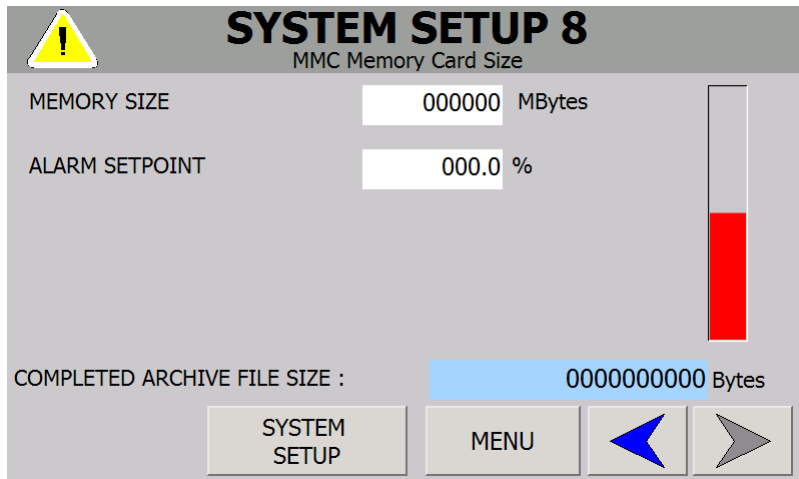 SYSTEM SETUP 8
MMC Memory Card Size
MEMORY SIZE 000000 MBytes
ALARM SETPOINT 000.0 %
COMPLETED ARCHIVE FILE SIZE : 0000000000 Bytes
SYSTEM
SETUP
MENU